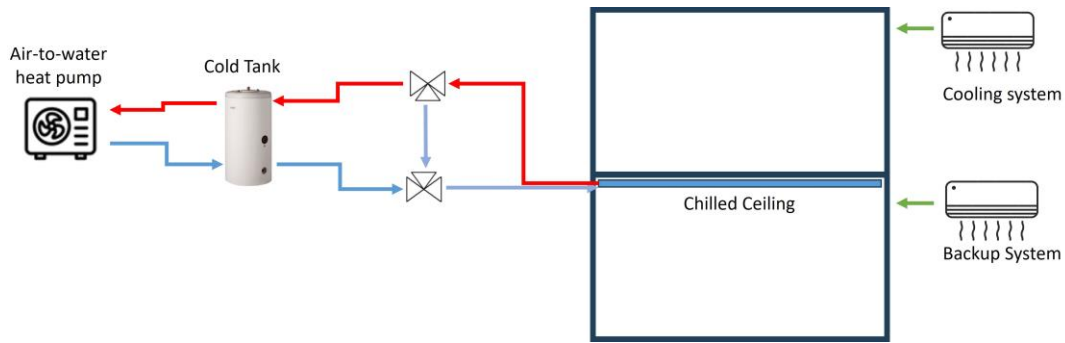 Air-to-water
heat pump
Cold Tank
Cooling system
Chilled Ceiling
Backup System